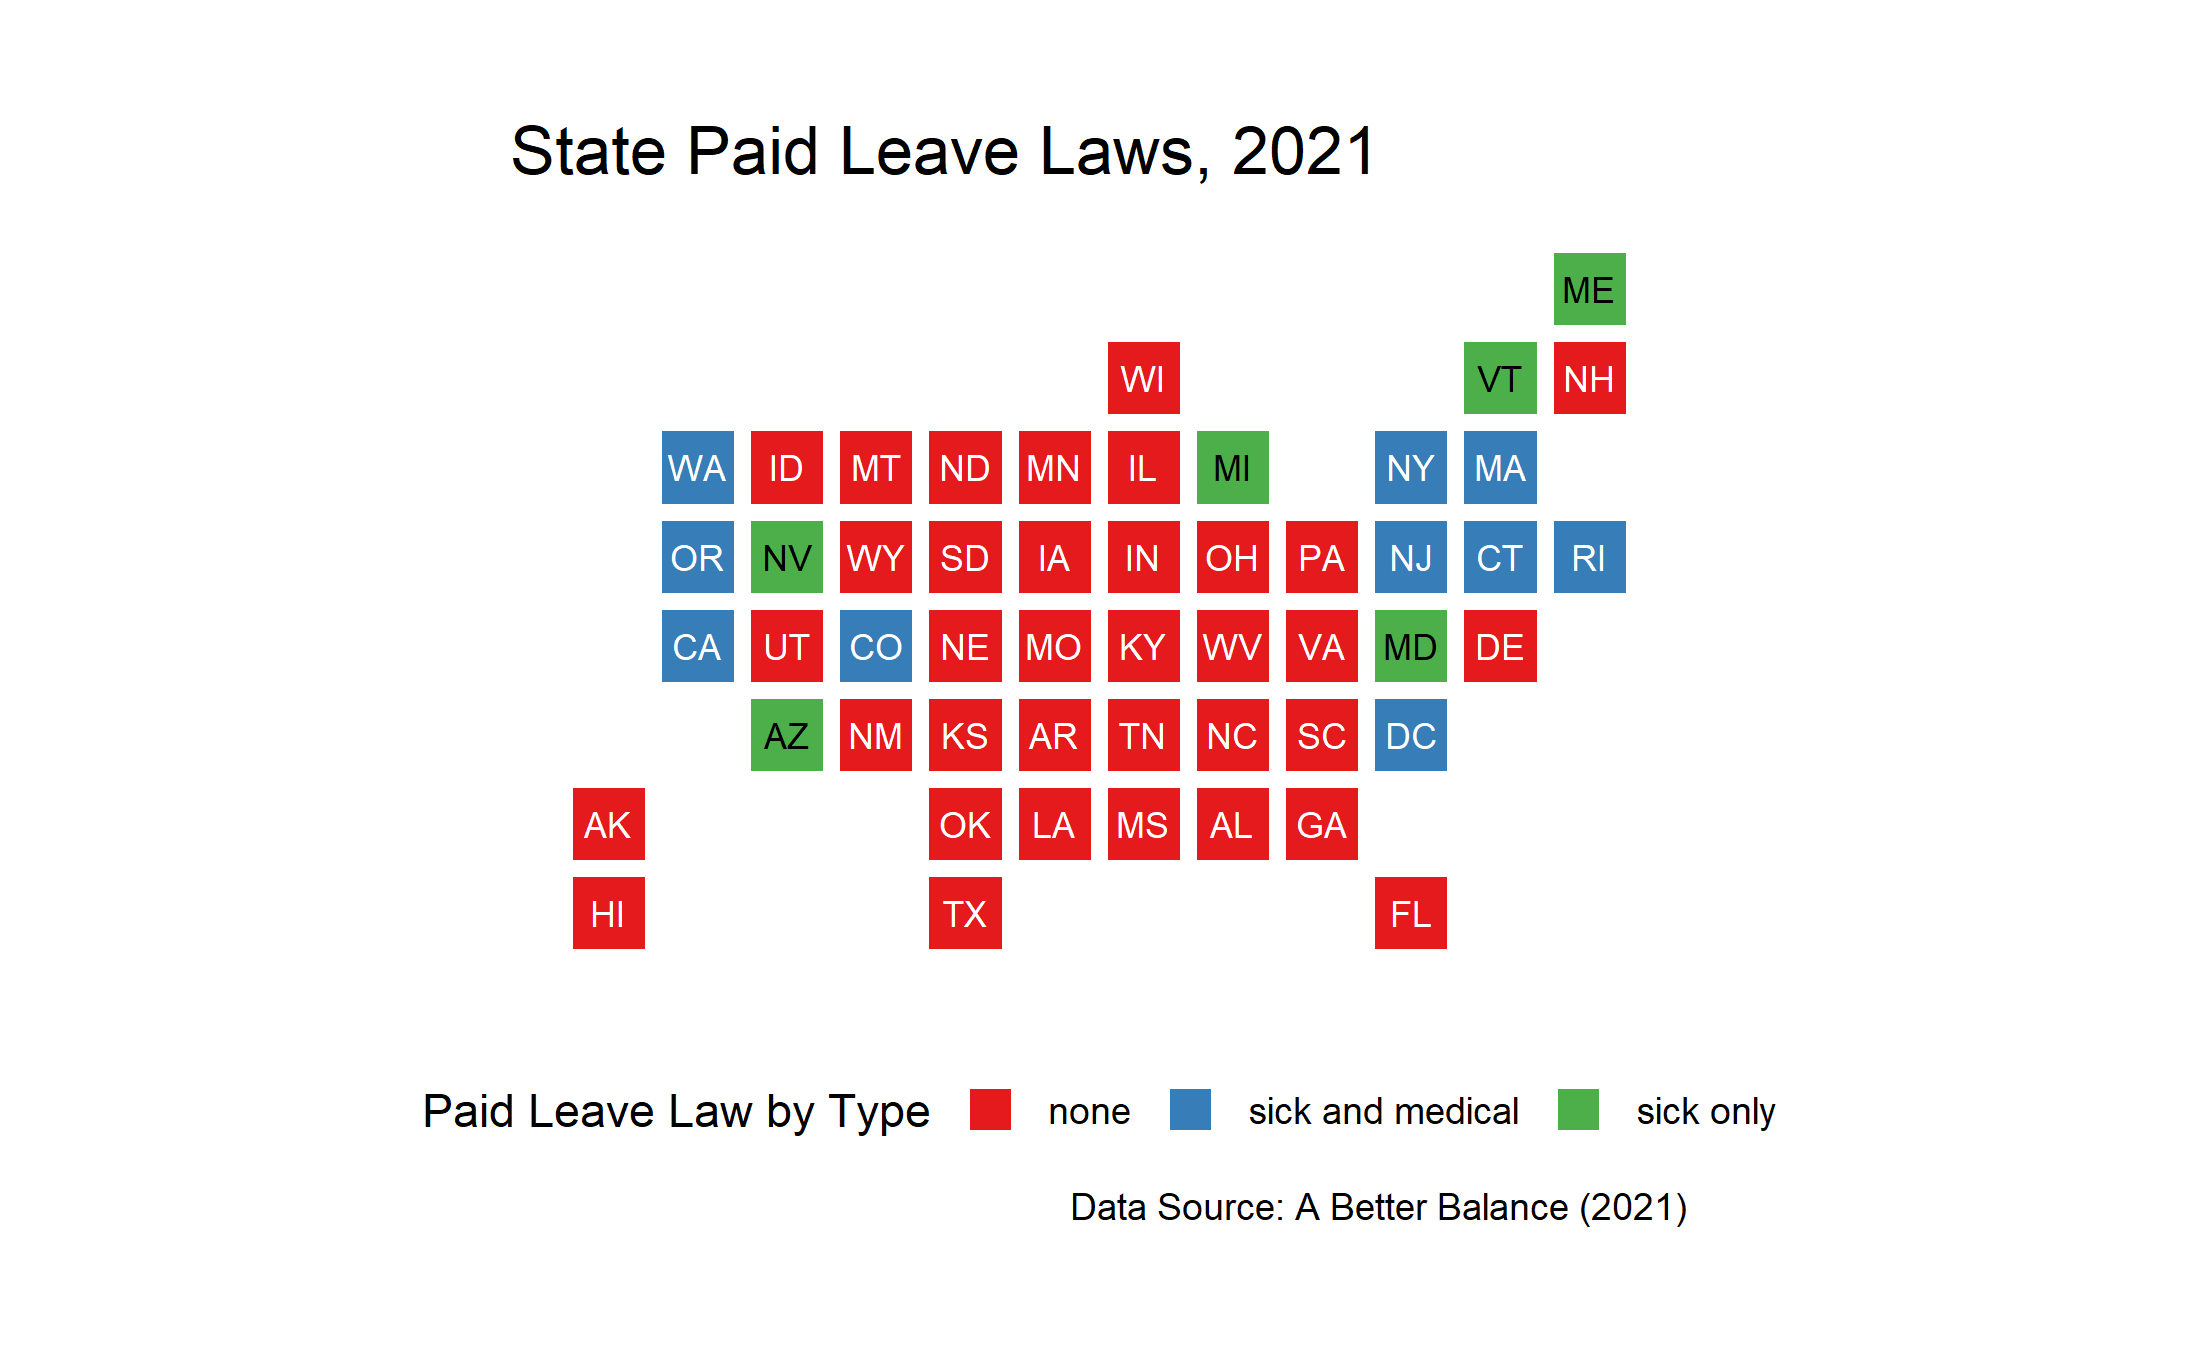 State Paid Leave Laws, 2021
ME
WI VT NH
WA ID MT ND MN IL MI NY MA
OR NV WY SD IA IN OH PA NJ CT RI
CA UT CO NE MO KY WV VA MD DE
AZ NM KS AR TN NC SC DC
AK OK LA MS AL GA
HI TX FL
Paid Leave Law by Type none sick and medical sick only
Data Source: A Better Balance (2021)